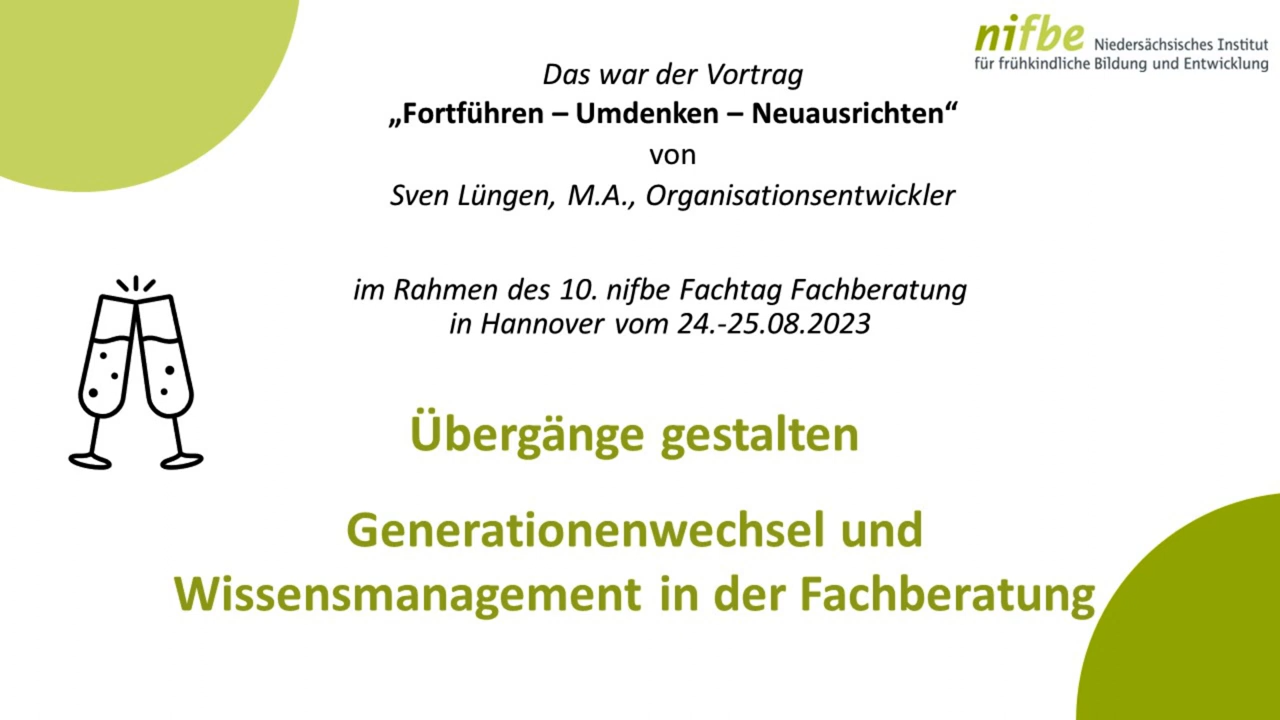 nifbe Niedersächsisches Institut
für frühkindliche Bildung und Entwicklung
Das war der Vortrag
„Fortführen – Umdenken – Neuausrichten“
von
Sven Lüngen, M.A., Organisationsentwickler
im Rahmen des 10. nifbe Fachtag Fachberatung
in Hannover vom 24.-25.08.2023
Übergänge gestalten
Generationenwechsel und
Wissensmanagement in der Fachberatung